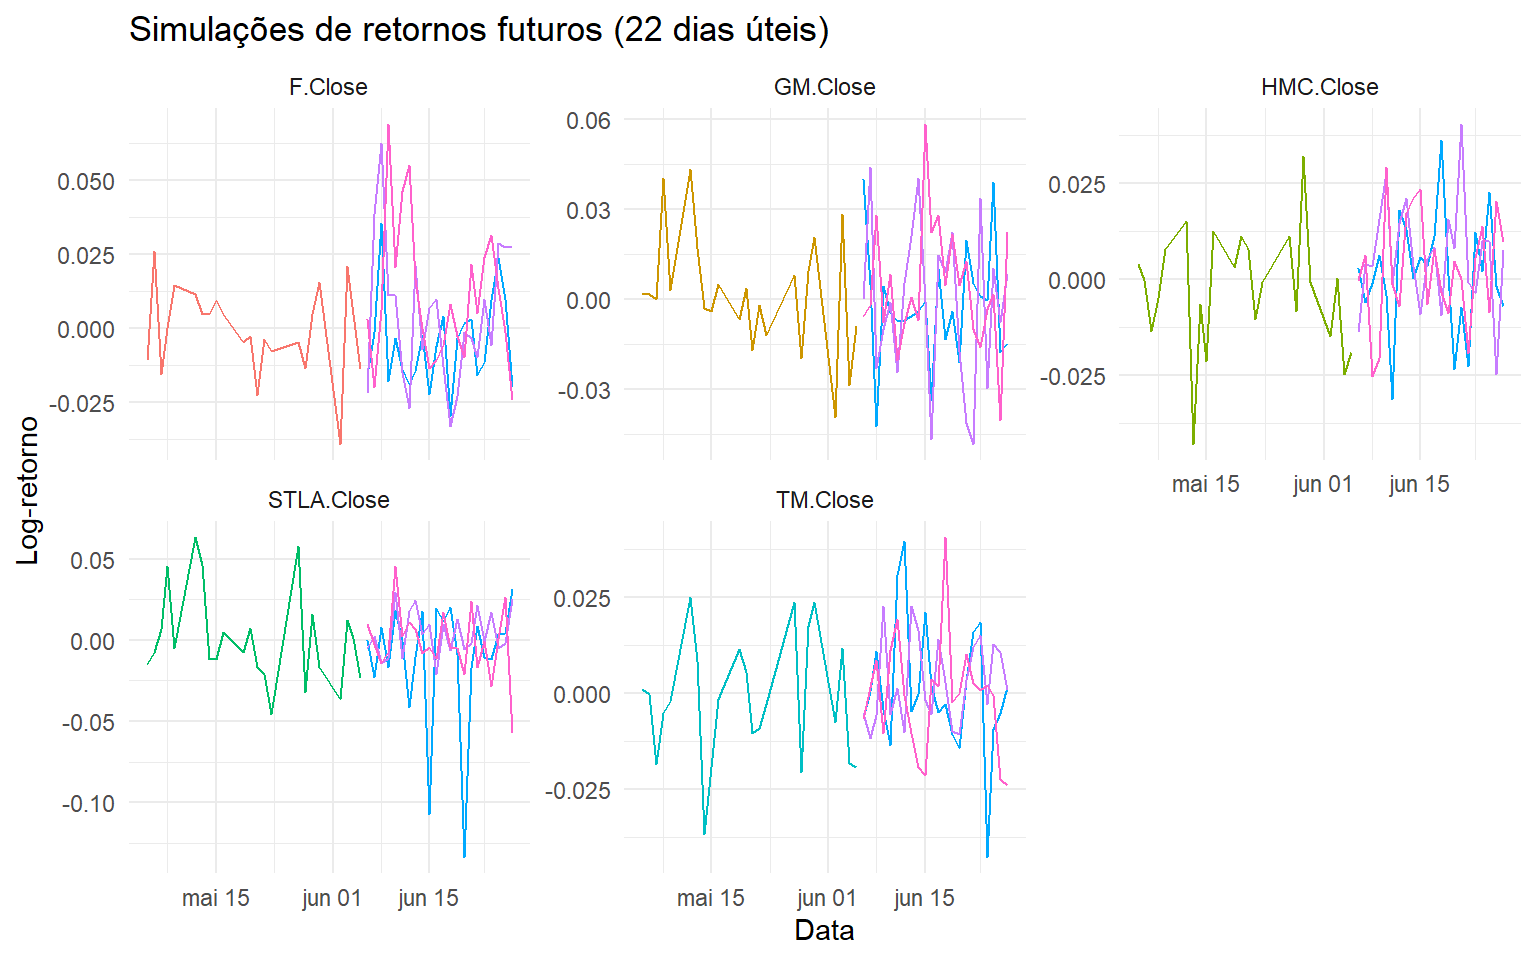 Simulações de retornos futuros (22 dias úteis)
F.Close
GM.Close
HMC.Close
0.050
0.025
0.000
-0.025
0.06
0.03
0.00
-0.03
0.025
0.000
-0.025
mai 15
jun 01
jun 15
Log-retorno
STLA.Close
TM.Close
0.05
0.00
-0.05
-0.10
0.025
0.000
-0.025
mai 15
jun 01
jun 15
mai 15
jun 01
jun 15
Data